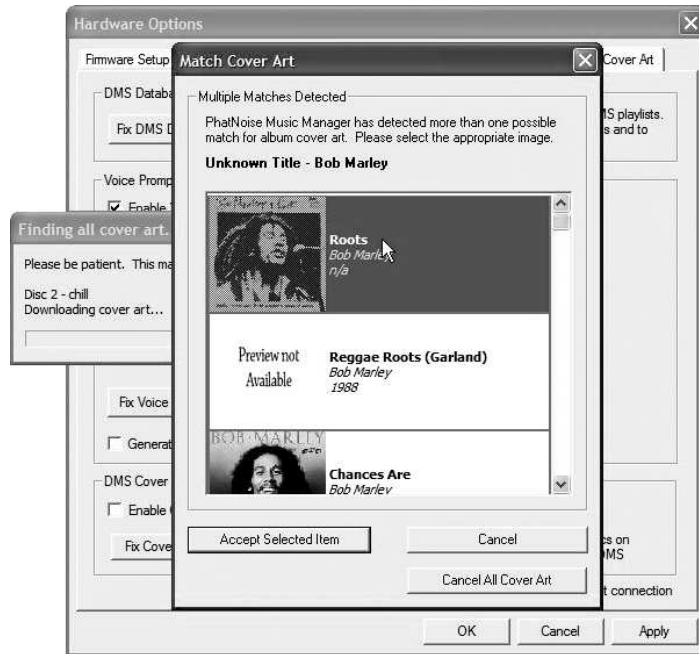 Hardware Options
Firmware Setup
Cover Art
DMS Databa
Fix DMS D
MS playlists.
s and to
Voice Promp
Enable
Finding all cover art.
Please be patient. This ma
Disc 2 - chill
Downloading cover art...
Fix Voice
Generat
DMS Cover
Enable
Fix Cove
cs on
DMS
t connection
OK
Cancel
Apply
Match Cover Art
Multiple Matches Detected
PhatNoise Music Manager has detected more than one possible
match for album cover art. Please select the appropriate image.
Unknown Title - Bob Marley
Roots
Bob Marley
n/a
Preview not
Available
Reggae Roots (Garland)
Bob Marley
1988
BOB·MARLEY
Chances Are
Bob Marley
Accept Selected Item
Cancel
Cancel All Cover Art